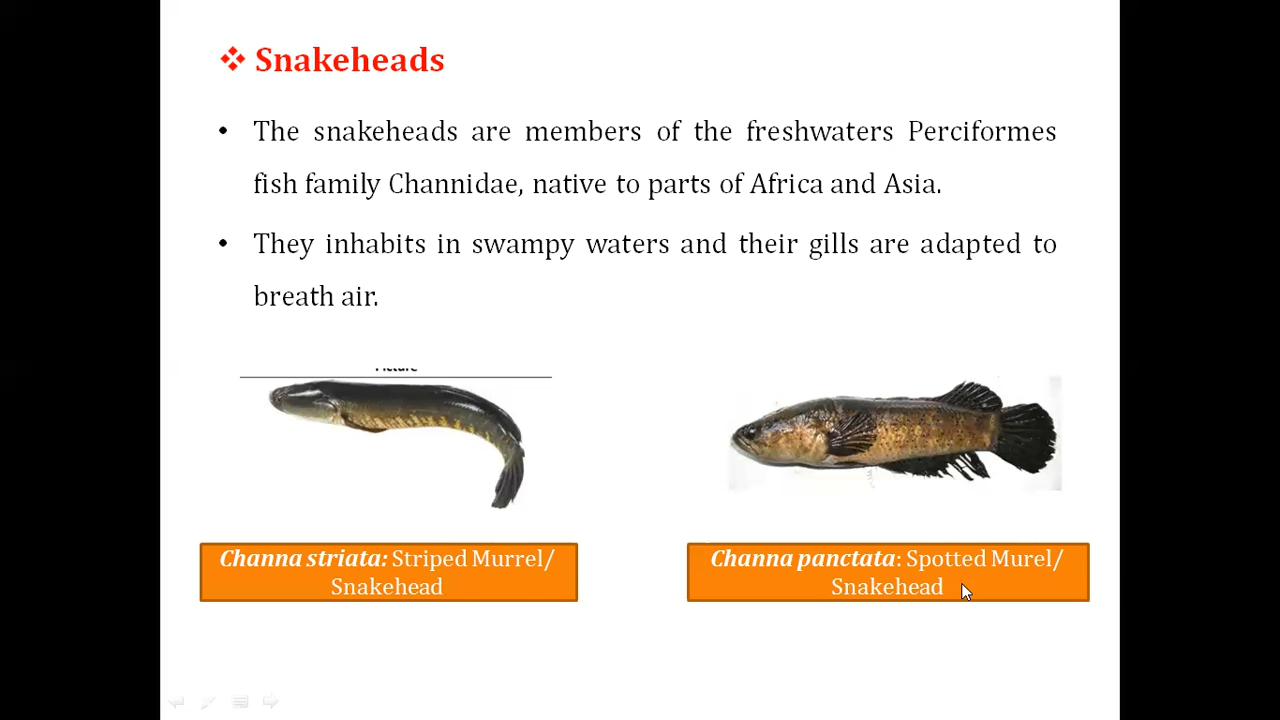 Snakeheads
• The snakeheads are members of the freshwaters Perciformes
fish family Channidae, native to parts of Africa and Asia.
• They inhabits in swampy waters and their gills are adapted to
breath air.
Picture
Channa striata: Striped Murrel/
Snakehead
Channa panctata: Spotted Murel/
Snakehead